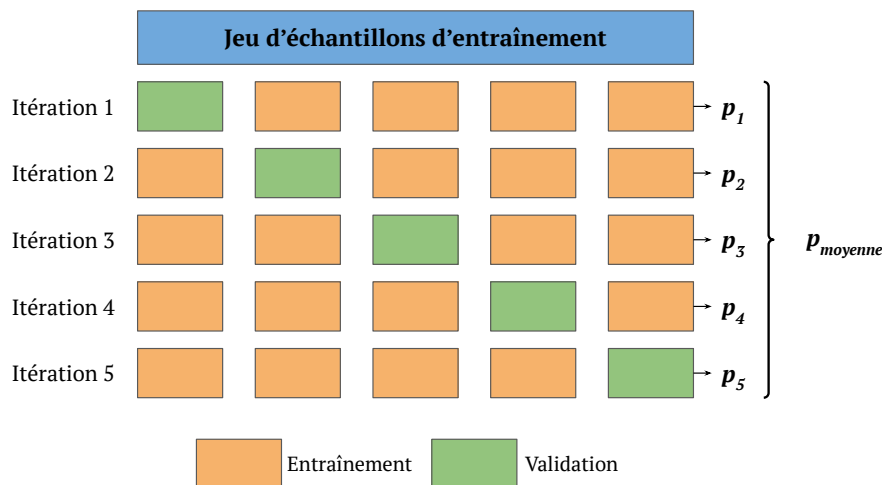 Jeu d’échantillons d’entraînement
Itération 1 p1
Itération 2 p2
Itération 3 p3
pmoyenne
Itération 4 p4
Itération 5 p5
Entraînement Validation